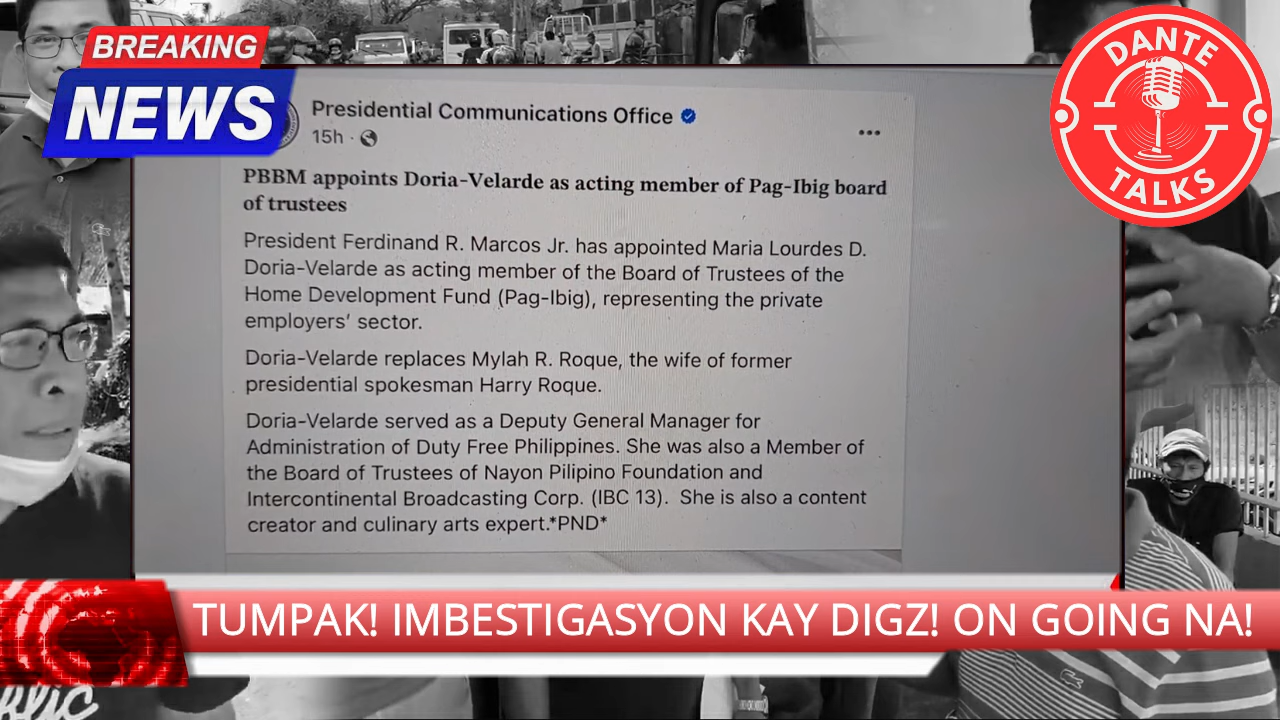 BREAKING
NEWS
DANTE
TALKS
Presidential Communications Office
15h
PBBM appoints Doria-Velarde as acting member of Pag-Ibig board
of trustees
President Ferdinand R. Marcos Jr. has appointed Maria Lourdes D.
Doria-Velarde as acting member of the Board of Trustees of the
Home Development Fund (Pag-Ibig), representing the private
employers' sector.
Doria-Velarde replaces Mylah R. Roque, the wife of former
presidential spokesman Harry Roque.
Doria-Velarde served as a Deputy General Manager for
Administration of Duty Free Philippines. She was also a Member of
the Board of Trustees of Nayon Pilipino Foundation and
Intercontinental Broadcasting Corp. (IBC 13). She is also a content
creator and culinary arts expert.*PND*
TUMPAK! IMBESTIGASYON KAY DIGZ! ON GOING NA!